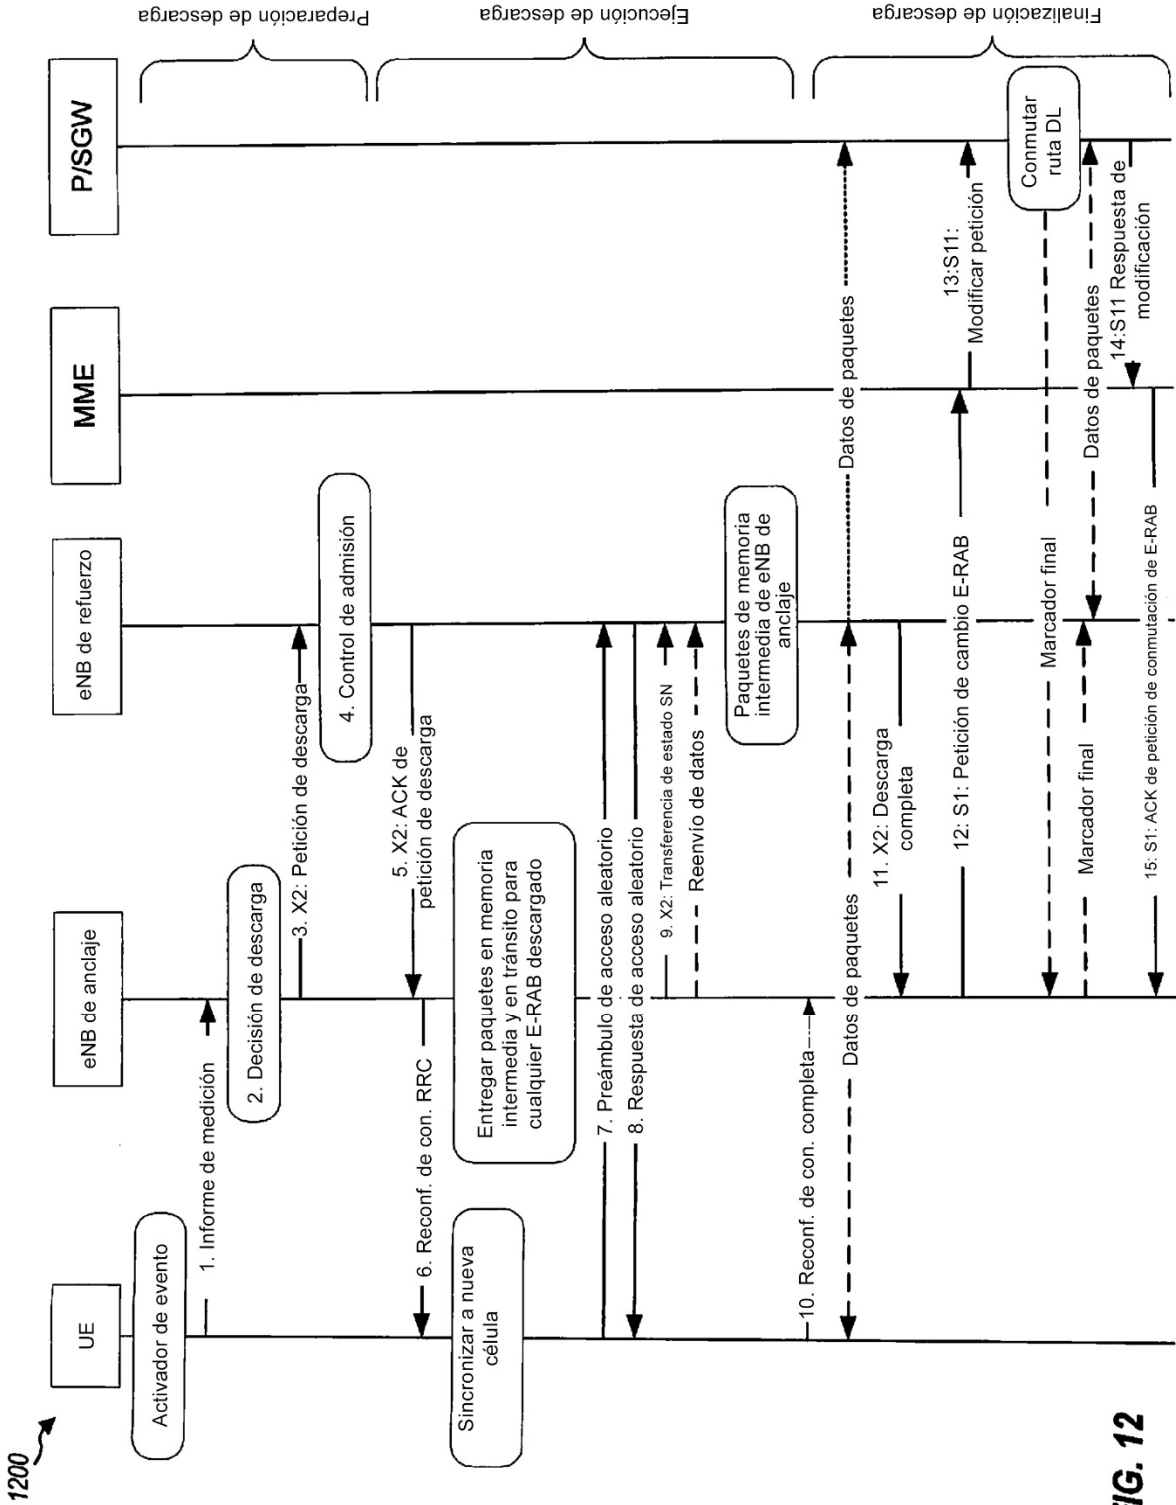 1200
UE
eNB de anclaje
eNB de refuerzo
MME
P/SGW
Preparación de descarga
Activador de evento
1. Informe de medición
2. Decisión de descarga
3. X2: Petición de descarga
4. Control de admisión
5. X2: ACK de
petición de descarga
Ejecución de descarga
6. Reconf. de con. RRC
Sincronizar a nueva
célula
Entregar paquetes en memoria
intermedia y en tránsito para
cualquier E-RAB descargado
7. Preámbulo de acceso aleatorio
8. Respuesta de acceso aleatorio
9. X2: Transferencia de estado SN
Reenvío de datos
Paquetes de memoria
intermedia de eNB de
anclaje
10. Reconf. de con. completa
Finalización de descarga
Datos de paquetes
Datos de paquetes
11. X2: Descarga
completa
12: S1: Petición de cambio E-RAB
13:S11:
Modificar petición
Conmutar
ruta DL
Marcador final
Marcador final
Datos de paquetes
14:S11 Respuesta de
modificación
15: S1: ACK de petición de conmutación de E-RAB
IG. 12